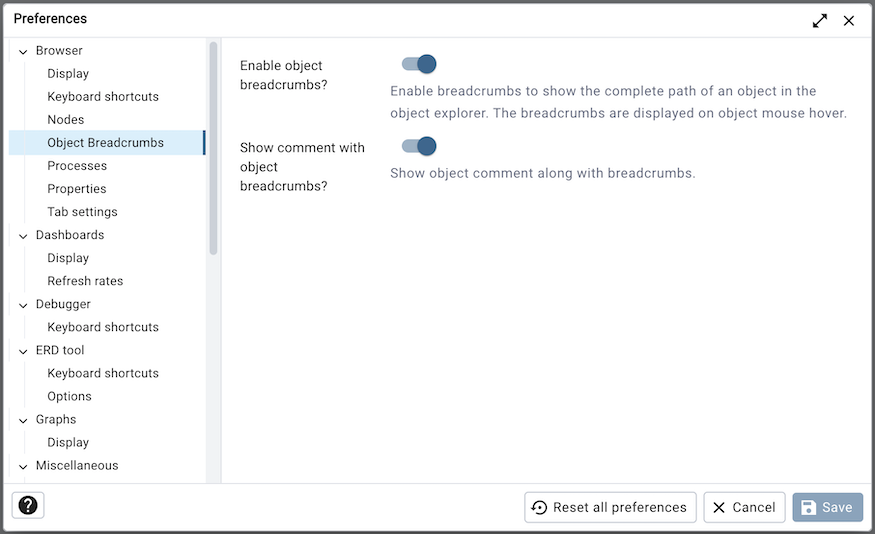 Preferences
Browser
Display
Keyboard shortcuts
Nodes
Object Breadcrumbs
Processes
Properties
Tab settings
Dashboards
Display
Refresh rates
Debugger
Keyboard shortcuts
ERD tool
Keyboard shortcuts
Options
Graphs
Display
Miscellaneous
Enable object
breadcrumbs?
Enable breadcrumbs to show the complete path of an object in the
object explorer. The breadcrumbs are displayed on object mouse hover.
Show comment with
object
breadcrumbs?
Show object comment along with breadcrumbs.
?
Reset all preferences
Cancel
Save